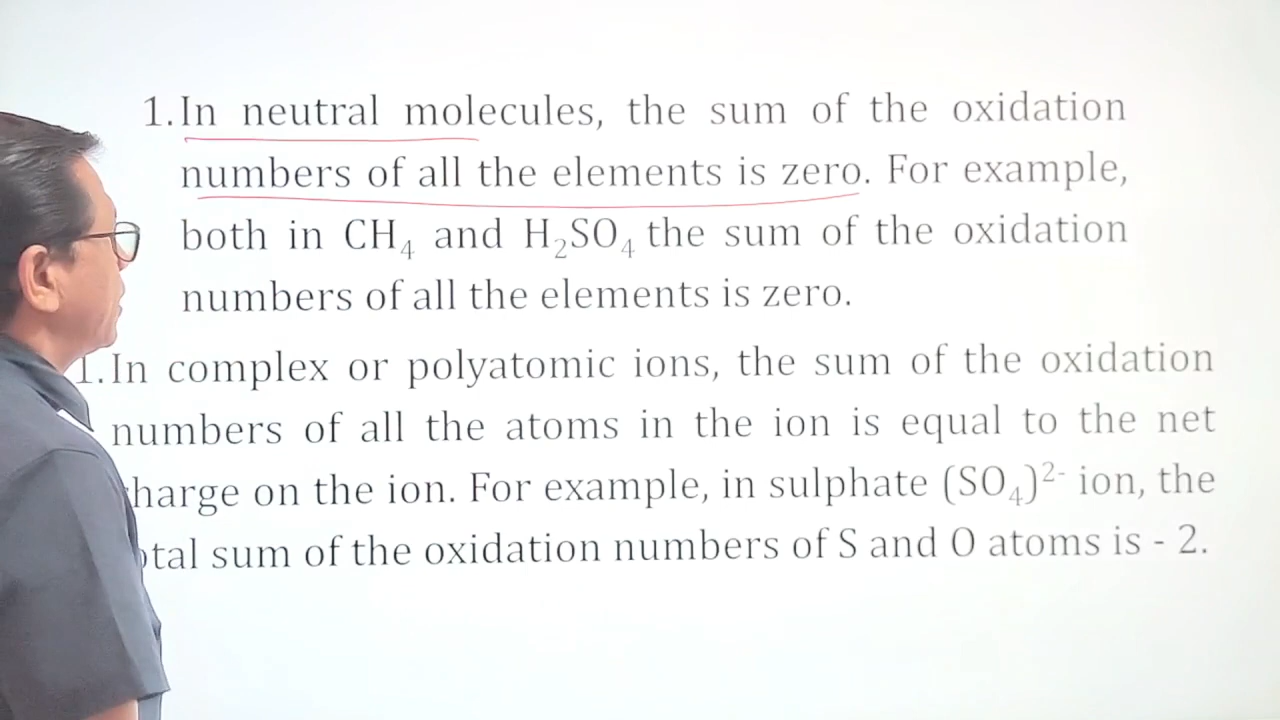 1. In neutral molecules, the sum of the oxidation
numbers of all the elements is zero. For example,
both in CH₄ and H₂SO₄ the sum of the oxidation
numbers of all the elements is zero.
1. In complex or polyatomic ions, the sum of the oxidation
numbers of all the atoms in the ion is equal to the net
harge on the ion. For example, in sulphate (SO₄)²⁻ ion, the
tal sum of the oxidation numbers of S and O atoms is - 2.